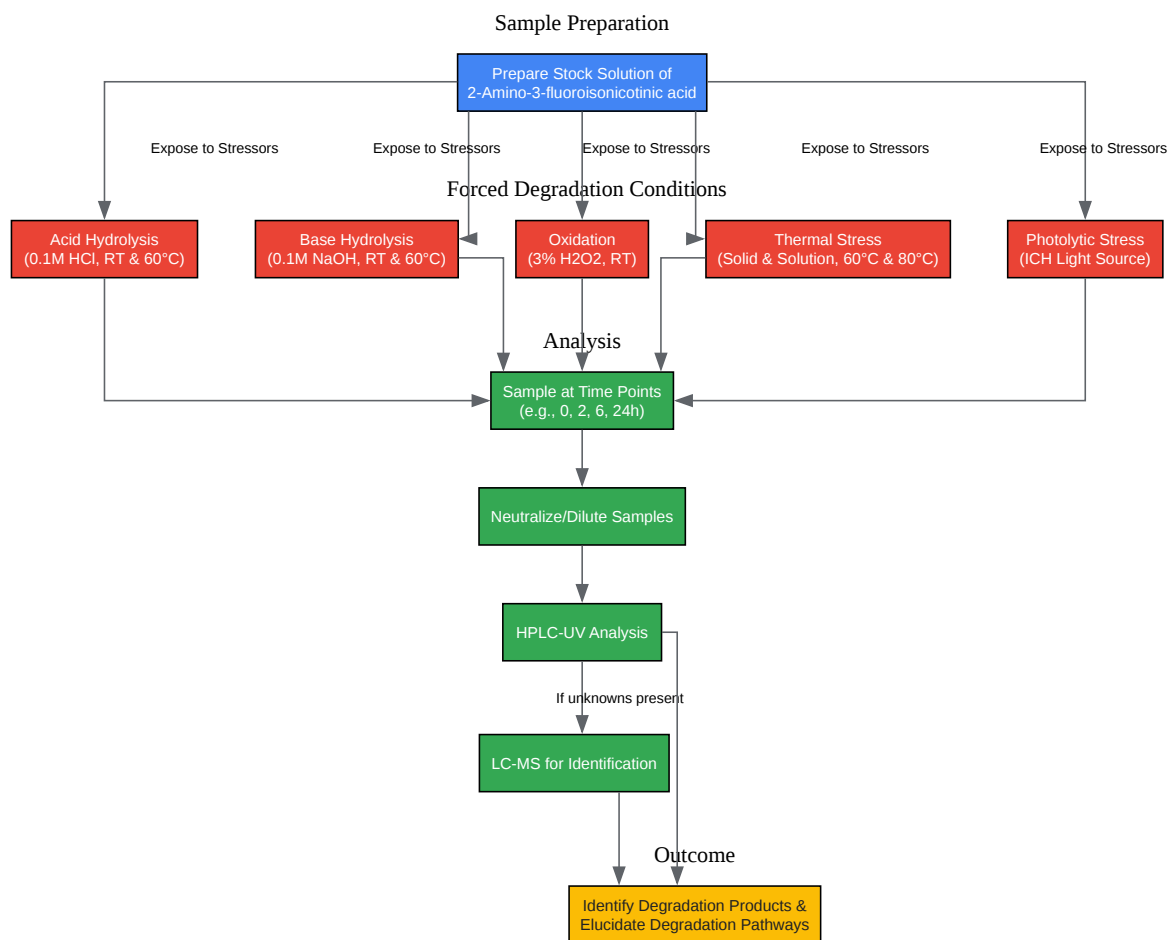 Sample Preparation
Prepare Stock Solution of
2-Amino-3-fluoroisonicotinic acid
Expose to Stressors
Expose to Stressors
Expose to Stressors
Expose to Stressors
Expose to Stressors
Forced Degradation Conditions
Acid Hydrolysis
(0.1M HCl, RT & 60°C)
Base Hydrolysis
(0.1M NaOH, RT & 60°C)
Oxidation
(3% H2O2, RT)
Thermal Stress
(Solid & Solution, 60°C & 80°C)
Photolytic Stress
(ICH Light Source)
Analysis
Sample at Time Points
(e.g., 0, 2, 6, 24h)
Neutralize/Dilute Samples
HPLC-UV Analysis
If unknowns present
LC-MS for Identification
Outcome
Identify Degradation Products &
Elucidate Degradation Pathways